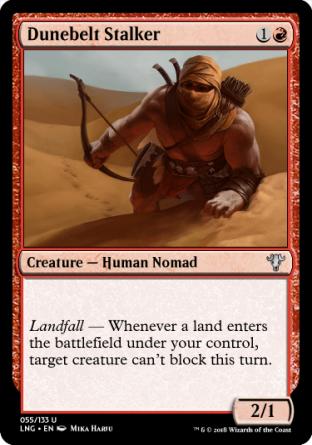 Dunebelt Stalker 1
Creature — Human Nomad
Landfall — Whenever a land enters
the battlefield under your control,
target creature can't block this turn.
2/1
055/133 U
LNG • EN Mika Harfu
™ & © 2018 Wizards of the Coast